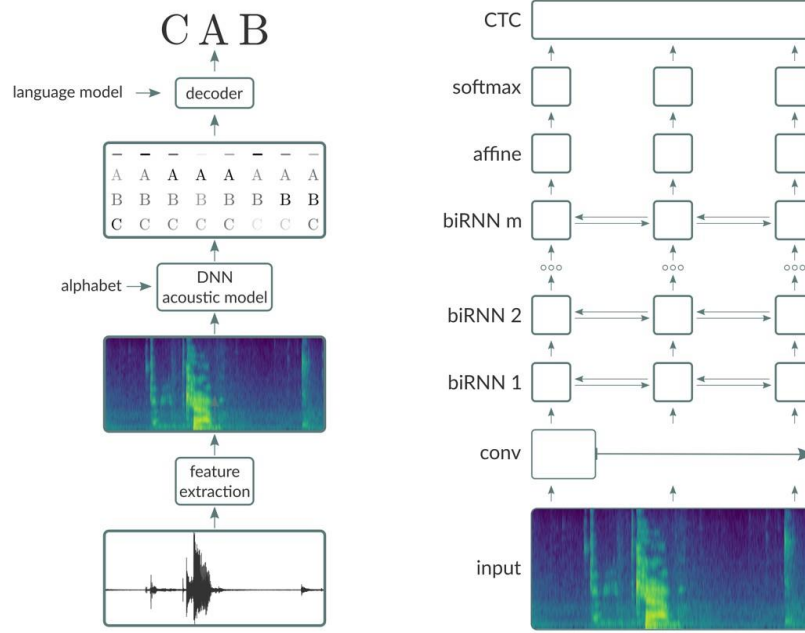 C A B
language model
decoder
– – – – – – – –
A A A A A A A A
B B B B B B B B
C C C C C C C C
alphabet
DNN
acoustic model
feature
extraction
CTC
softmax
affine
biRNN m
biRNN 2
biRNN 1
conv
input